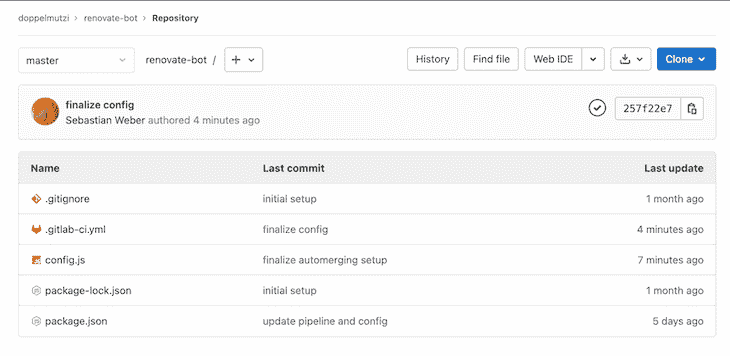 doppelmutzi › renovate-bot › Repository
master renovate-bot / + History Find file Web IDE Clone
finalize config
Sebastian Weber authored 4 minutes ago 257f22e7
Name Last commit Last update
.gitignore initial setup 1 month ago
.gitlab-ci.yml finalize config 4 minutes ago
config.js finalize automerging setup 7 minutes ago
package-lock.json initial setup 1 month ago
package.json update pipeline and config 5 days ago